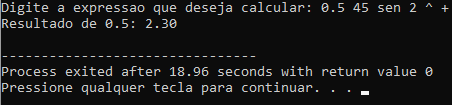 Digite a expressao que deseja calcular: 0.5 45 sen 2 ^ +
Resultado de 0.5: 2.30
--------------------------------
Process exited after 18.96 seconds with return value 0
Pressione qualquer tecla para continuar. . .